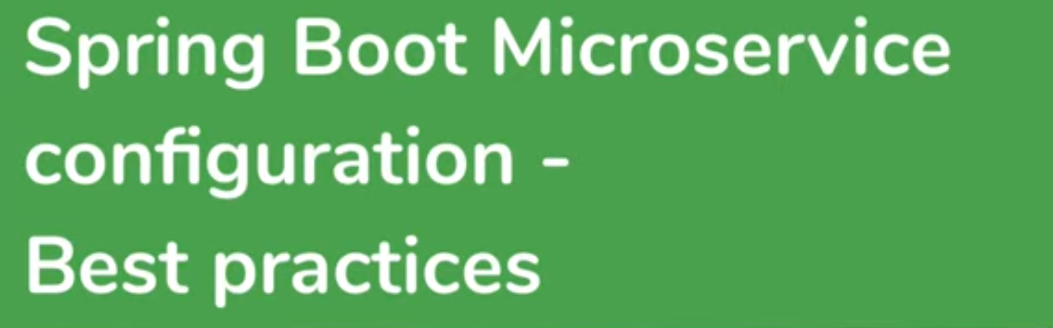 Spring Boot Microservice
configuration -
Best practices